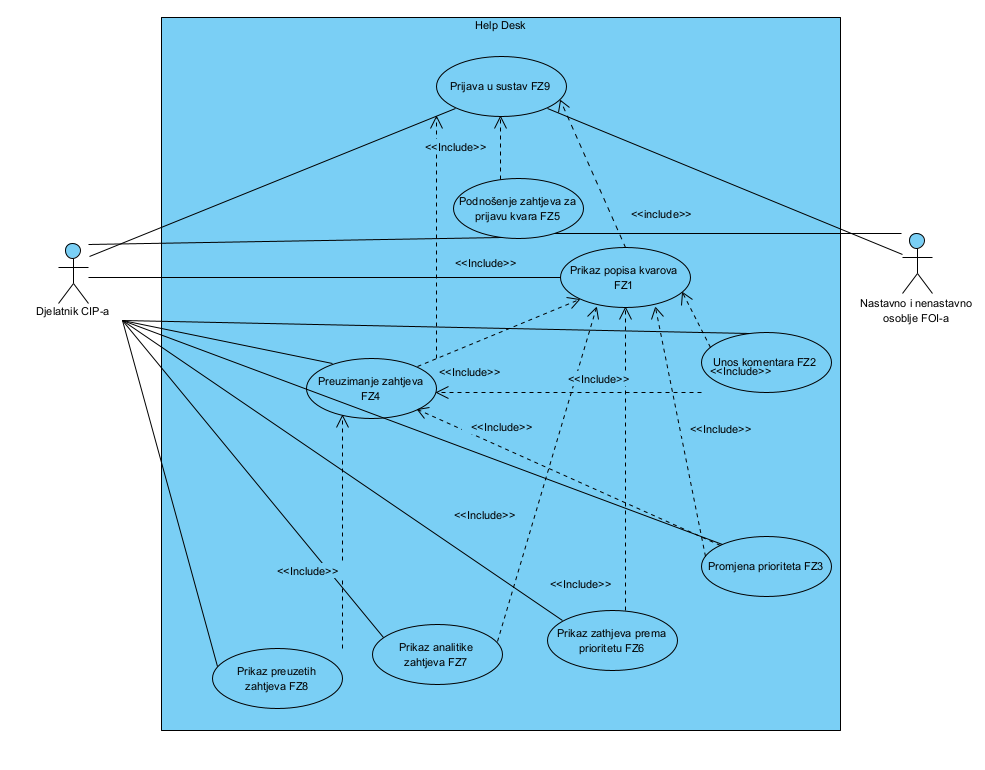 Help Desk
Prijava u sustav FZ9
<<Include>>
Podnošenje zahtjeva za
prijavu kvara FZ5
<<include>>
<<Include>>
Prikaz popisa kvarova
FZ1
Djelatnik CIP-a
Nastavno i nenastavno
osoblje FOI-a
Unos komentara FZ2
<<Include>>
<<Include>>
<<Include>>
Preuzimanje zahtjeva
FZ4
<<Include>>
<<Include>>
<<Include>>
<<Include>>
Promjena prioriteta FZ3
<<Include>>
Prikaz zathjeva prema
prioritetu FZ6
Prikaz analitike
zahtjeva FZ7
Prikaz preuzetih
zahtjeva FZ8